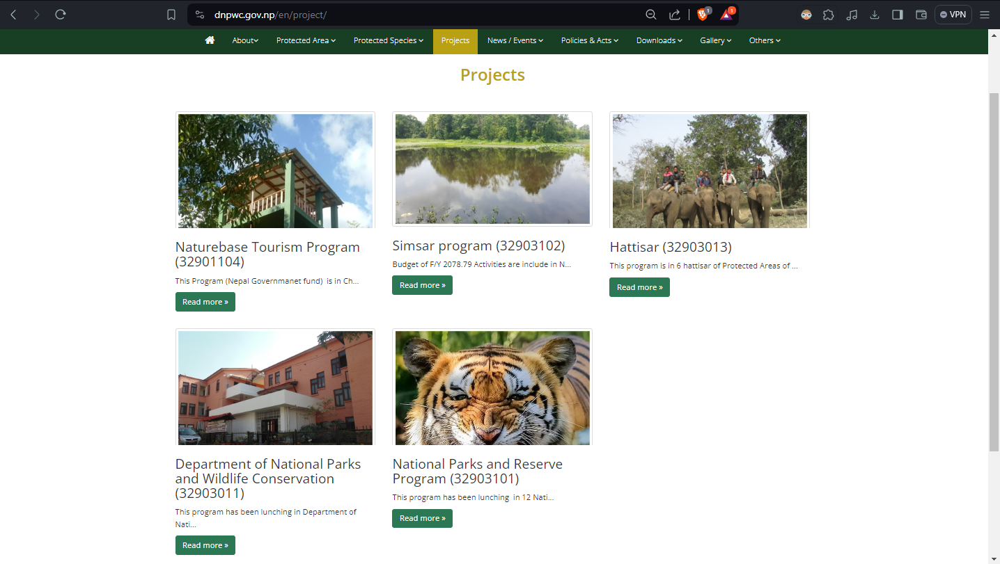 dnpwc.gov.np/en/project/
1
1
VPN
About
Protected Area
Protected Species
Projects
News / Events
Policies & Acts
Downloads
Gallery
Others
Projects
Naturebase Tourism Program
(32901104)
This Program (Nepal Governmanet fund)  is in Ch...
Read more »
Simsar program (32903102)
Budget of F/Y 2078.79 Activities are include in N...
Read more »
Hattisar (32903013)
This program is in 6 hattisar of Protected Areas of ...
Read more »
Department of National Parks
and Wildlife Conservation
(32903011)
This program has been lunching in Department of
Nati...
Read more »
National Parks and Reserve
Program (32903101)
This program has been lunching  in 12 Nati...
Read more »